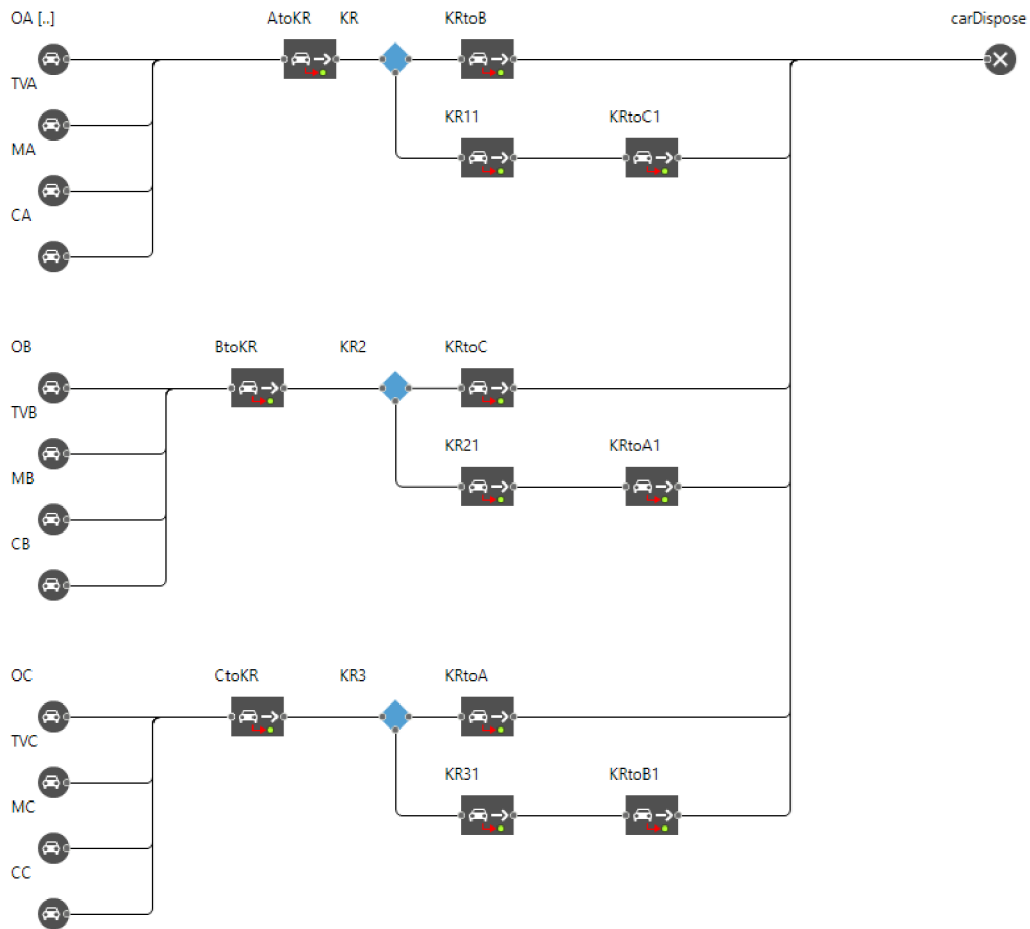 OA [..] AtoKR KR KRtoB carDispose
TVA
KR11 KRtoC1
MA
CA
OB BtoKR KR2 KRtoC
TVB
KR21 KRtoA1
MB
CB
OC CtoKR KR3 KRtoA
TVC
KR31 KRtoB1
MC
CC